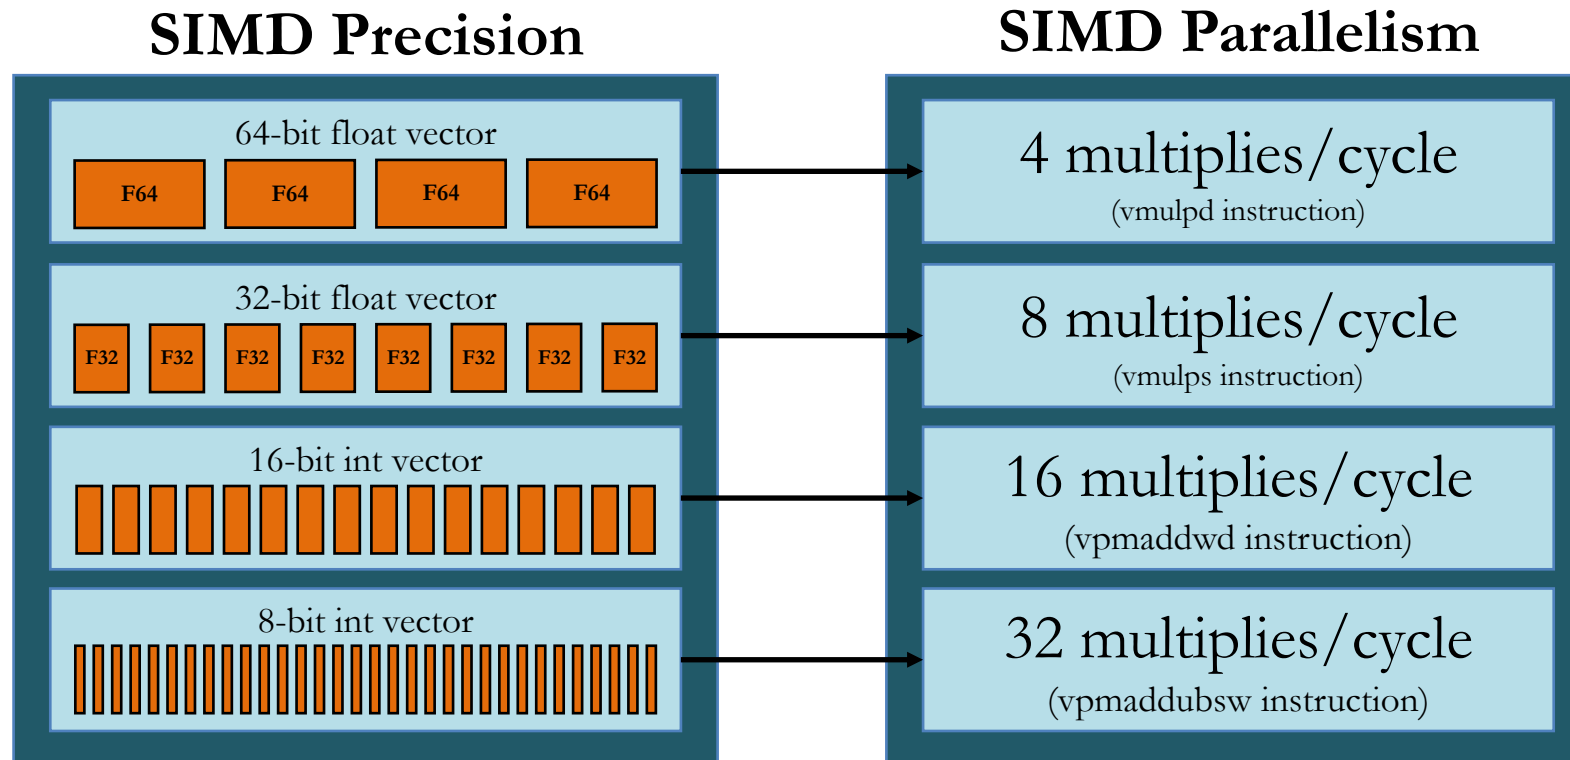 SIMD Precision
64-bit float vector
F64 F64 F64 F64
32-bit float vector
F32 F32 F32 F32 F32 F32 F32 F32
16-bit int vector
8-bit int vector
SIMD Parallelism
4 multiplies/cycle
(vmulpd instruction)
8 multiplies/cycle
(vmulps instruction)
16 multiplies/cycle
(vpmaddwd instruction)
32 multiplies/cycle
(vpmaddubsw instruction)